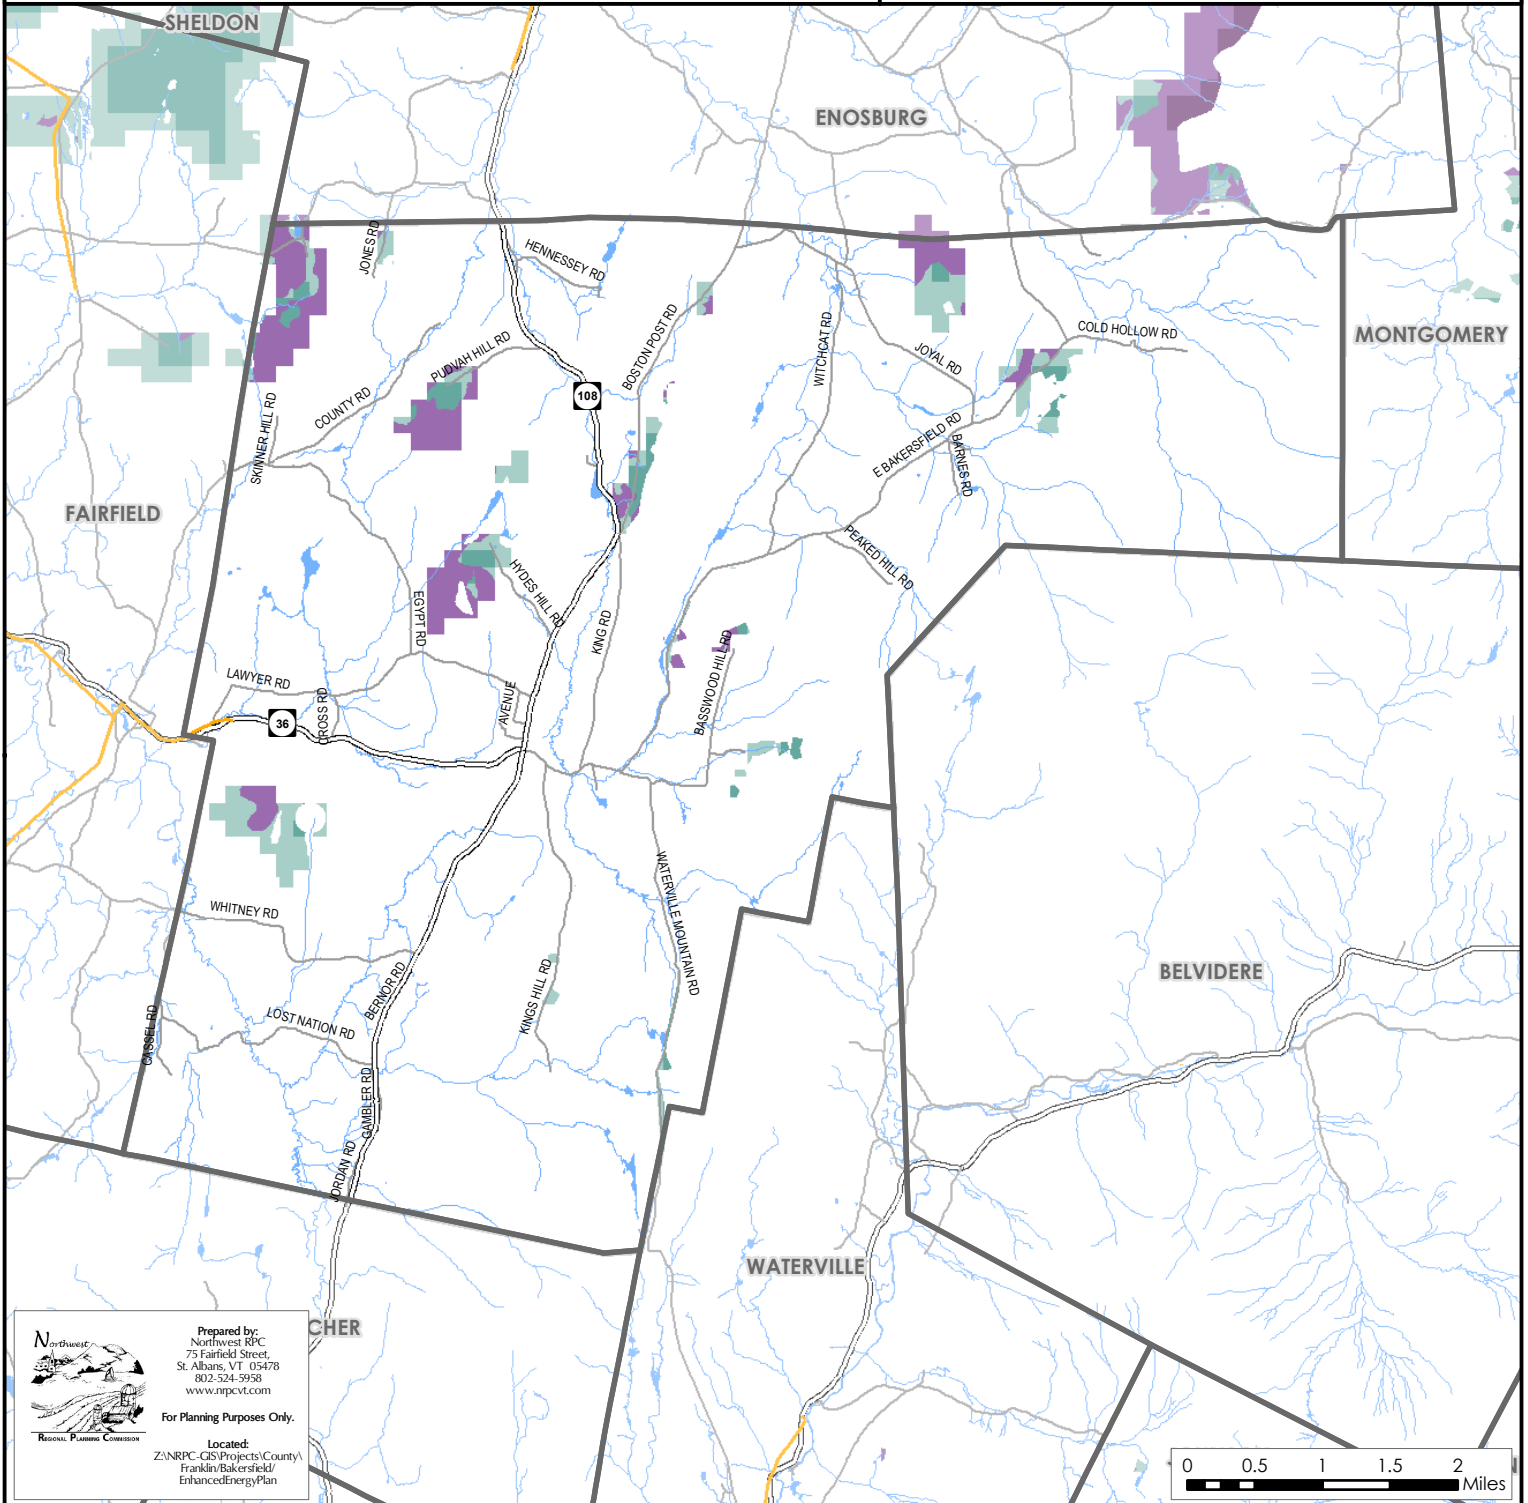 SHELDON
ENOSBURG
JONES RD
HENNESSEY RD
BOSTON POST RD
WITCHCAT RD
COLD HOLLOW RD
MONTGOMERY
JOYAL RD
PUDVAH HILL RD
COUNTY RD
108
SKINNER HILL RD
E BAKERSFIELD RD
BARNES RD
FAIRFIELD
PEAKED HILL RD
HYDES HILL RD
EGYPT RD
KING RD
BASSWOOD HILL RD
LAWYER RD
CROSS RD
AVENUE
36
WATERVILLE MOUNTAIN RD
WHITNEY RD
BERNOR RD
KINGS HILL RD
BELVIDERE
LOST NATION RD
CASSEL RD
GAMBLER RD
JORDAN RD
WATERVILLE
CHER
Northwest
REGIONAL PLANNING COMMISSION
Prepared by:
Northwest RPC
75 Fairfield Street,
St. Albans, VT 05478
802-524-5958
www.nrpcvt.com
For Planning Purposes Only.
Located:
Z:\NRPC-GIS\Projects\County\
Franklin/Bakersfield/
EnhancedEnergyPlan
0 0.5 1 1.5 2
Miles